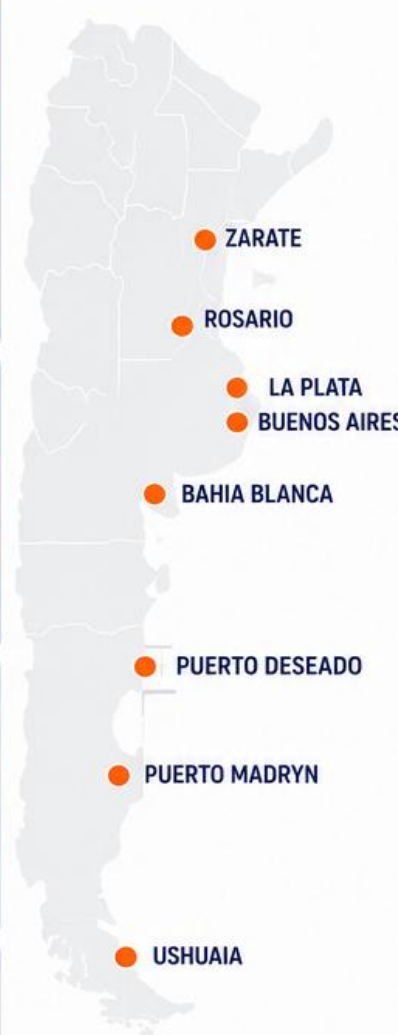 ZARATE
ROSARIO
LA PLATA
BUENOS AIRES
BAHIA BLANCA
PUERTO DESEADO
PUERTO MADRYN
USHUAIA